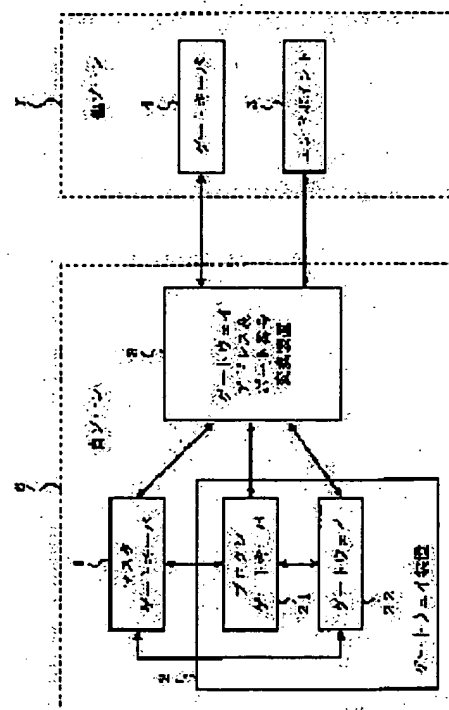 他ゾーン
ゲートキーパ
エンドポイント
3
ゲートウェイ
アドレス&
ポート番号
変換装置
自ゾーン
マスタ
ゲートキーパ
プロクシ
ゲートキーパ
21
ゲートウェイ
22
ゲートウェイ装置